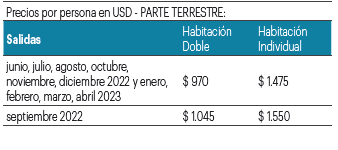 Precios por persona en USD - PARTE TERRESTRE:
Salidas Habitación Doble Habitación Individual
junio, julio, agosto, octubre,
noviembre, diciembre 2022 y enero, $ 970 $ 1.475
febrero, marzo, abril 2023
septiembre 2022 $ 1.045 $ 1.550